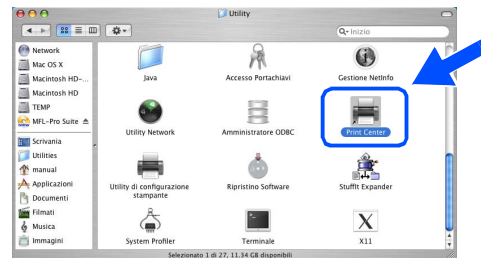 Utility
Inizio
Network
Mac OS X
Macintosh HD-...
Macintosh HD
TEMP
MFL-Pro Suite
Scrivania
Utilities
manual
Applicazioni
Documenti
Filmati
Musica
Immagini
Java
Accesso Portachiavi
Gestione NetInfo
Utility Network
Amministratore ODBC
Print Center
Utility di configurazione
stampante
Ripristino Software
StuffIt Expander
System Profiler
Terminale
X11
Selezionato 1 di 27, 11.34 GB disponibili